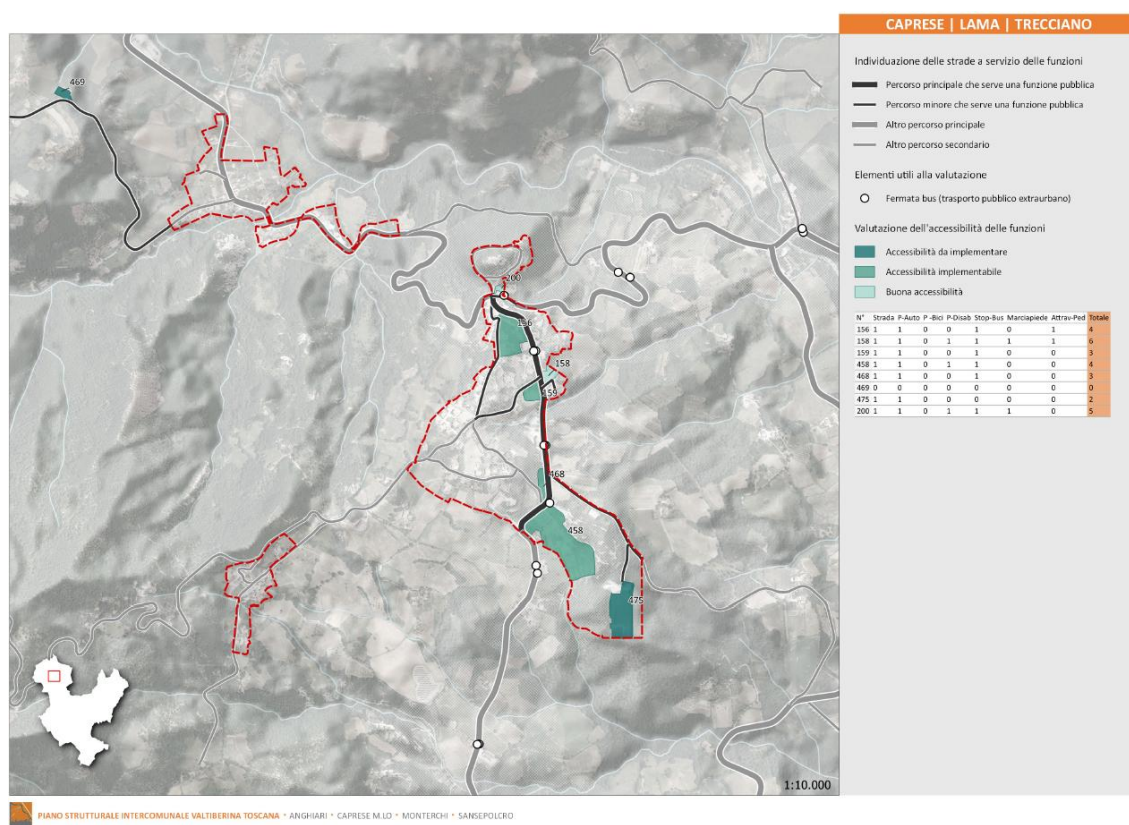 CAPRESE | LAMA | TRECCIANO
Individuazione delle strade a servizio delle funzioni
Percorso principale che serve una funzione pubblica
Percorso minore che serve una funzione pubblica
Altro percorso principale
Altro percorso secondario
Elementi utili alla valutazione
Fermata bus (trasporto pubblico extraurbano)
Valutazione dell'accessibilità delle funzioni
Accessibilità da implementare
Accessibilità implementabile
Buona accessibilità
N° Strada P-Auto P -Bici P-Disab Stop-Bus Marciapiede Attrav-Ped Totale
156 1 1 0 0 1 0 1 4
158 1 1 0 1 1 1 1 6
159 1 1 0 0 1 0 0 3
458 1 1 0 1 1 0 0 4
468 1 1 0 0 1 0 0 3
469 0 0 0 0 0 0 0 0
475 1 1 0 0 0 0 0 2
200 1 1 0 1 1 1 0 5
469
200
156
158
159
468
458
475
1:10.000
PIANO STRUTTURALE INTERCOMUNALE VALTIBERINA TOSCANA • ANGHIARI • CAPRESE M.LO • MONTERCHI • SANSEPOLCRO